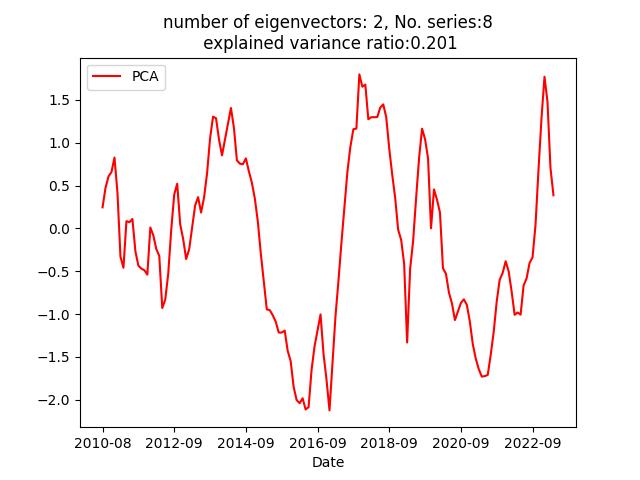 number of eigenvectors: 2, No. series:8
explained variance ratio:0.201
PCA
1.5
1.0
0.5
0.0
−0.5
−1.0
−1.5
−2.0
2010-08 2012-09 2014-09 2016-09 2018-09 2020-09 2022-09
Date